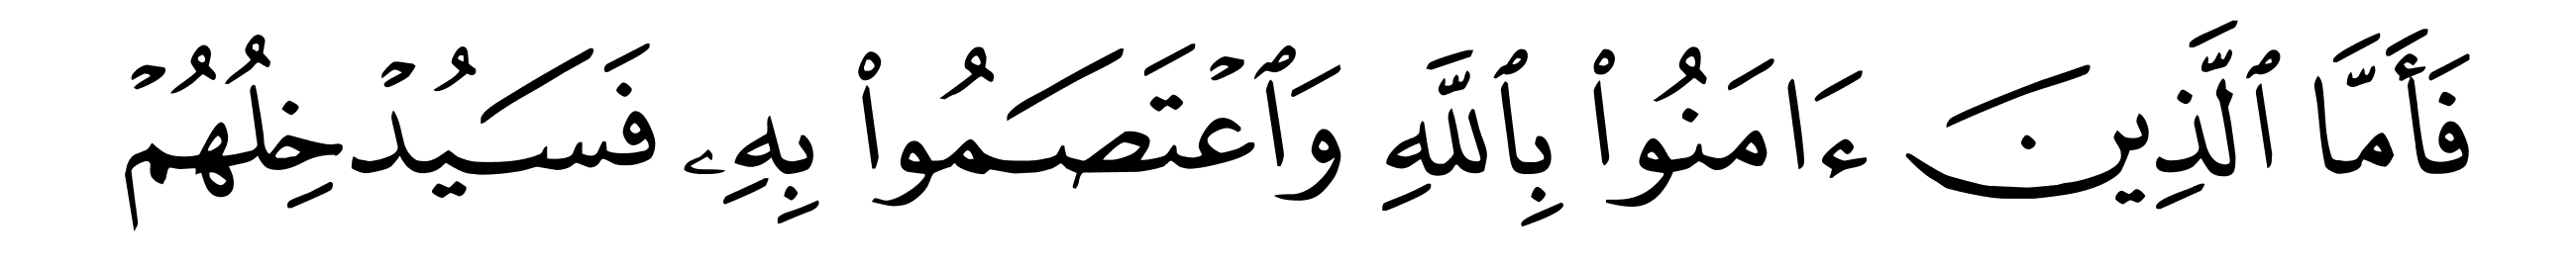 فَأَمَّا ٱلَّذِينَ ءَامَنُوا۟ بِٱللَّهِ وَٱعْتَصَمُوا۟ بِهِۦ فَسَيُدْخِلُهُمْ